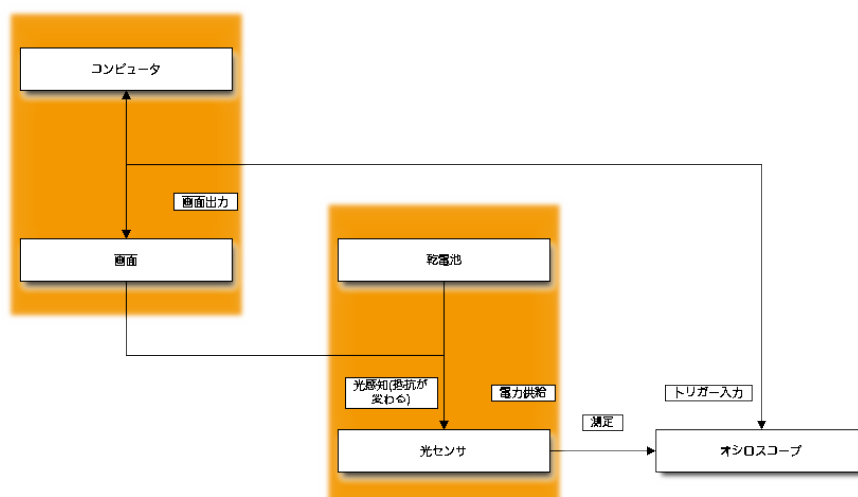 コンピュータ
画面出力
画面
乾電池
光感知(抵抗が
変わる)
電力供給
トリガー入力
測定
光センサ
オシロスコープ